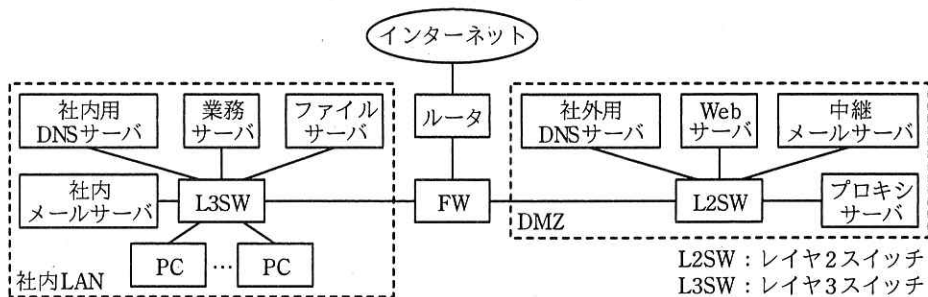 インターネット
社内用
DNSサーバ
業務
サーバ
ファイル
サーバ
ルータ
社外用
DNSサーバ
Web
サーバ
中継
メールサーバ
社内
メールサーバ
L3SW
FW
L2SW
プロキシ
サーバ
DMZ
PC
…
PC
社内LAN
L2SW：レイヤ2スイッチ
L3SW：レイヤ3スイッチ